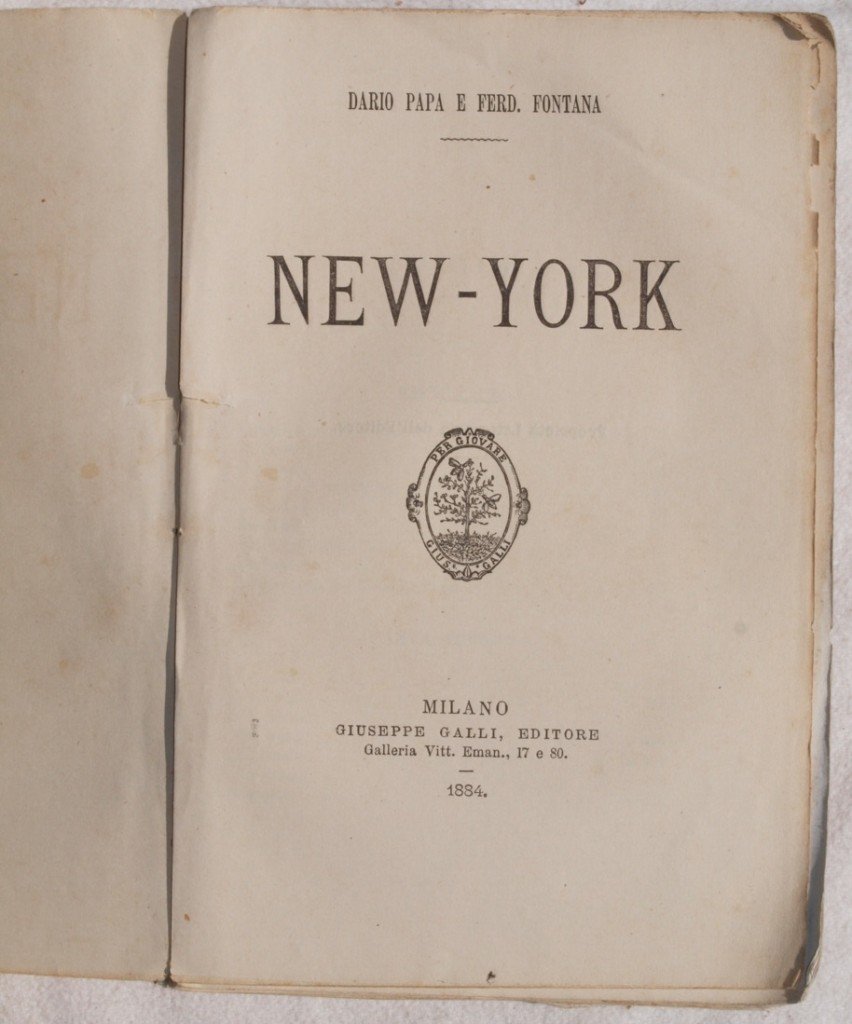 DARIO PAPA E FERD. FONTANA
NEW-YORK
PER GIOVARE
GIUS. GALLI
MILANO
GIUSEPPE GALLI, EDITORE
Galleria Vitt. Eman., 17 e 80.
1884.